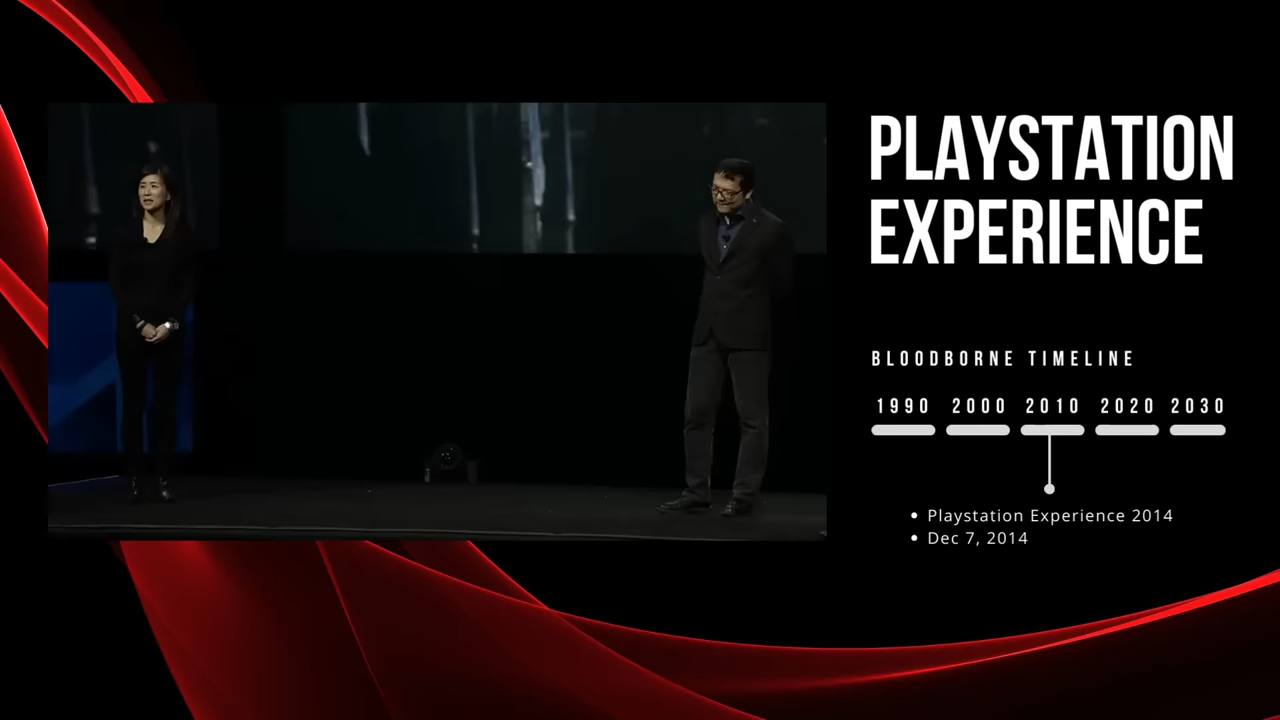 PLAYSTATION
EXPERIENCE
BLOODBORNE TIMELINE
1990 2000 2010 2020 2030
• Playstation Experience 2014
• Dec 7, 2014